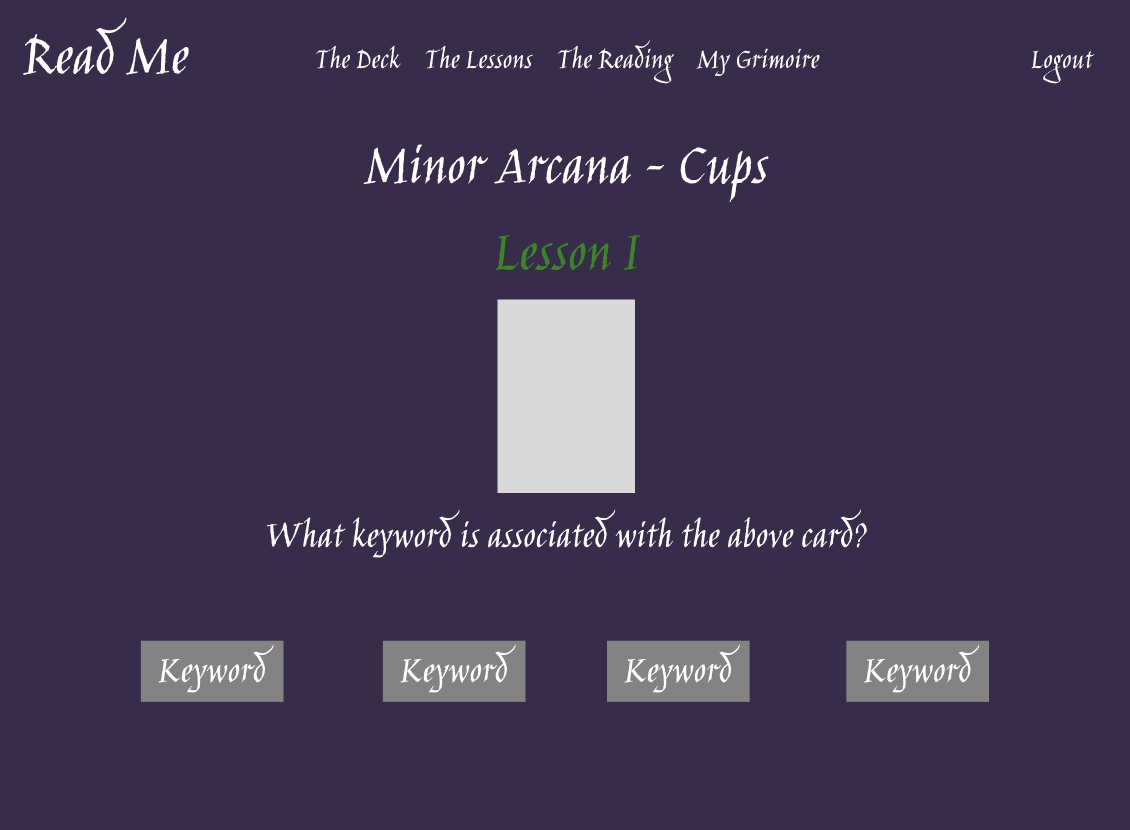 Read Me
The Deck The Lessons The Reading My Grimoire Logout
Minor Arcana - Cups
Lesson I
What keyword is associated with the above card?
Keyword Keyword Keyword Keyword